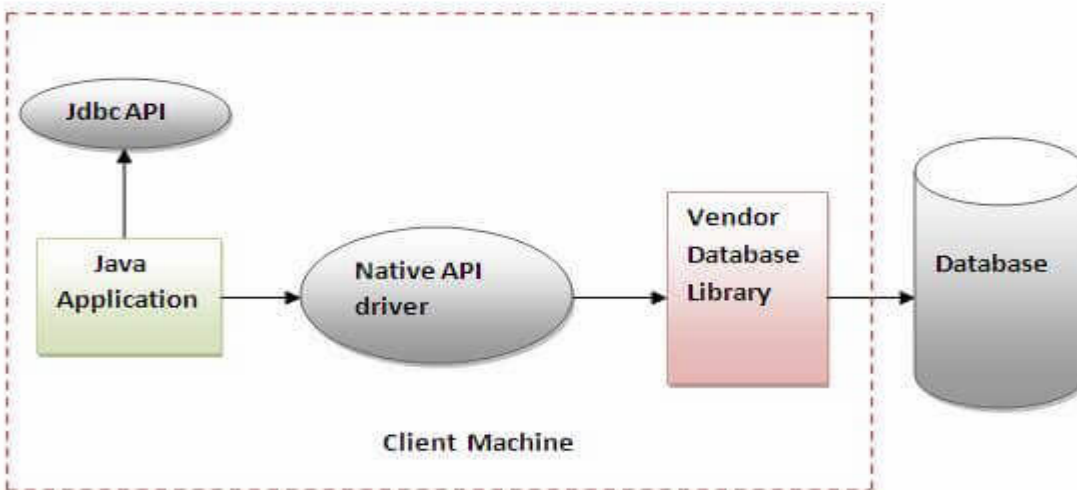 Jdbc API
Java
Application
Native API
driver
Vendor
Database
Library
Database
Client Machine